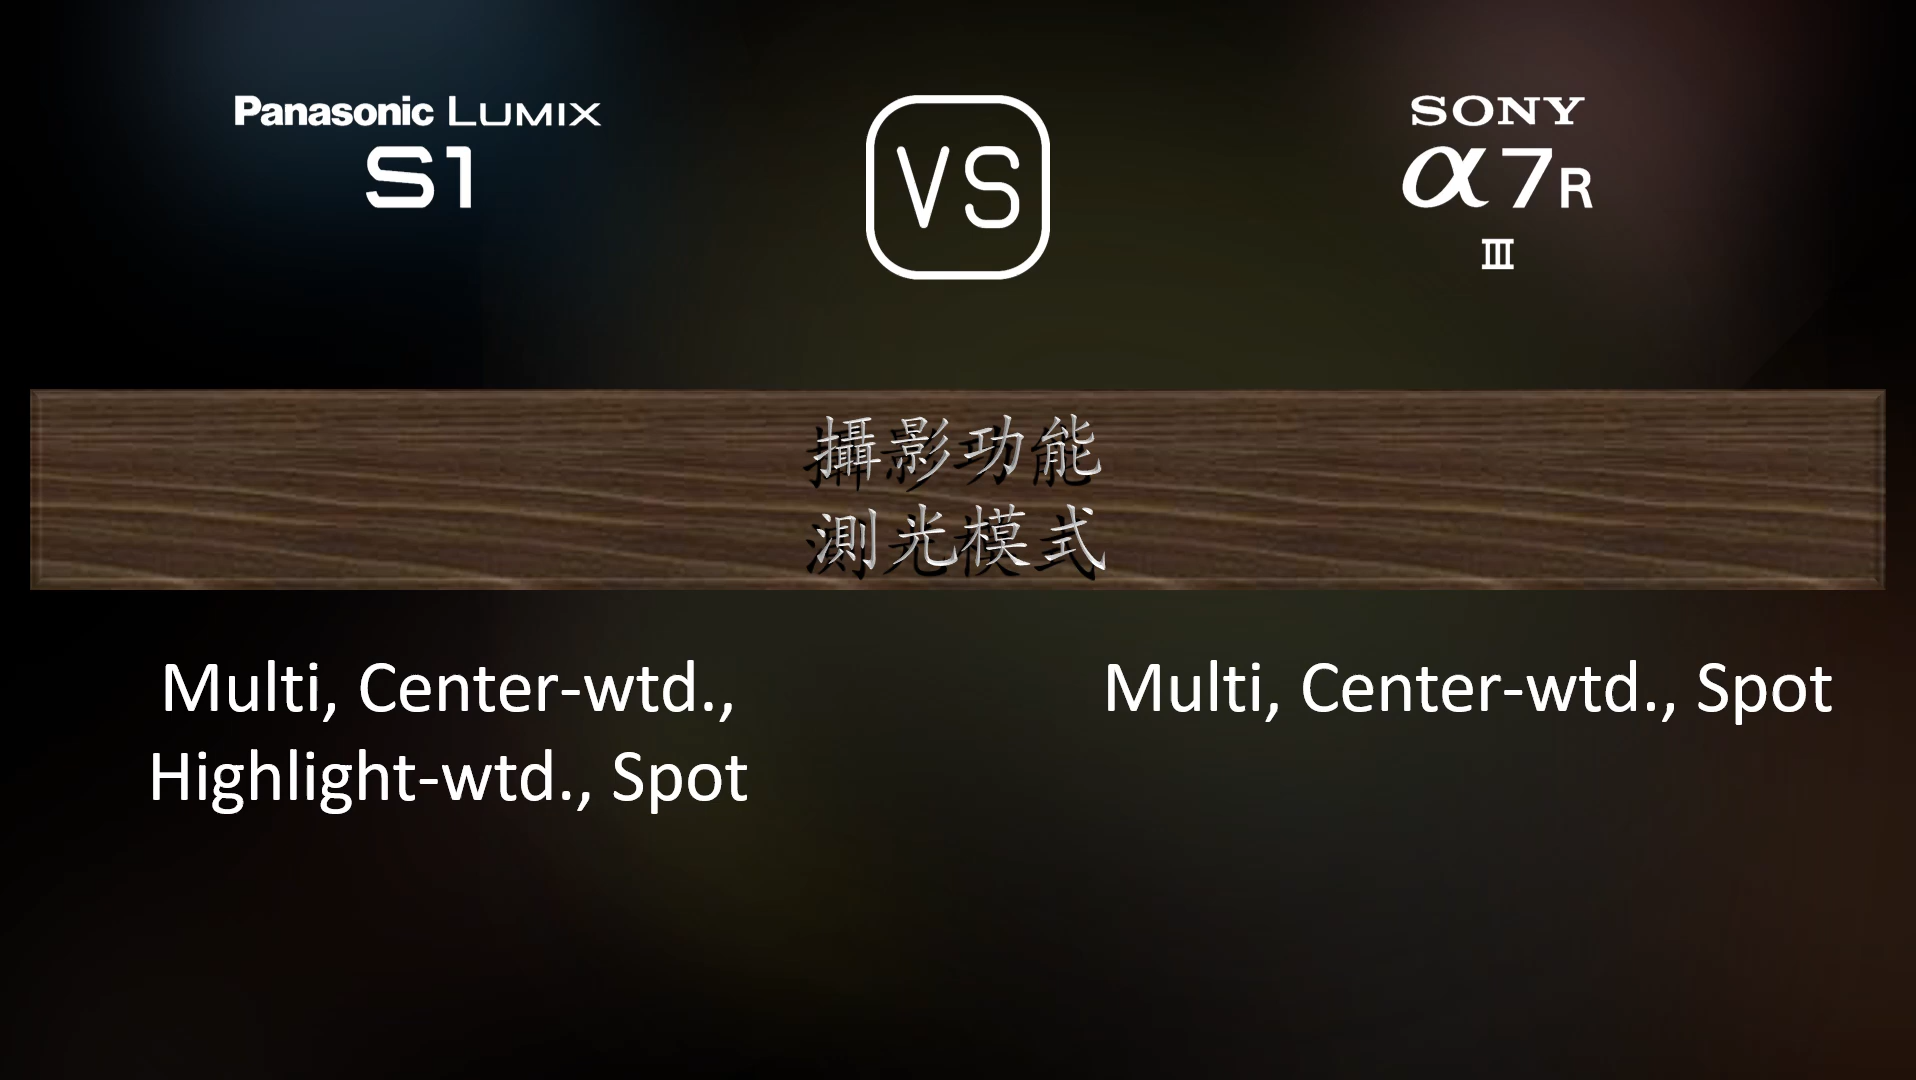 Panasonic LUMIX
S1
VS
SONY
α7R
III
攝影功能
測光模式
Multi, Center-wtd.,
Highlight-wtd., Spot
Multi, Center-wtd., Spot